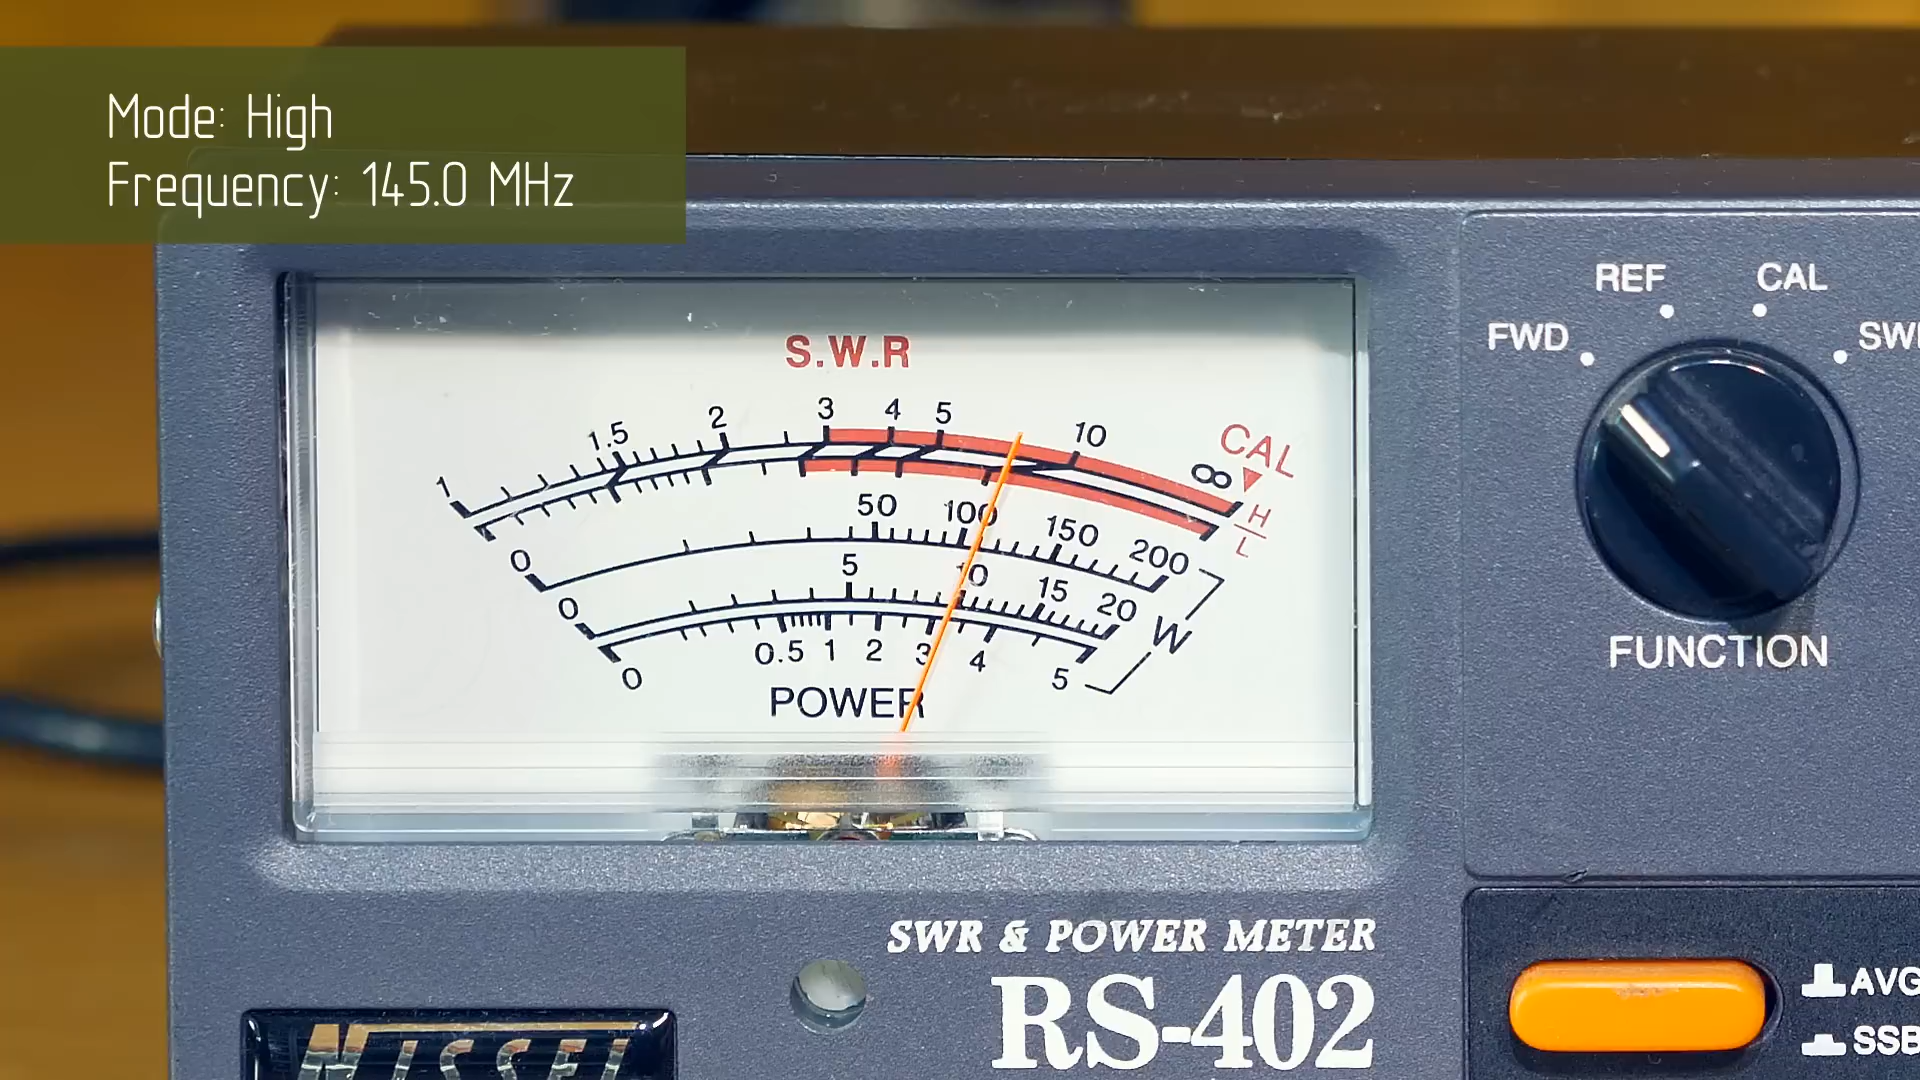 Mode: High
Frequency: 145.0 MHz
REF CAL
FWD
S.W.R
1 1.5 2 3 4 5 10 ∞ CAL
H
L
0 50 100 150 200
0 5 10 15 20
W
0 0.5 1 2 3 4 5
POWER
FUNCTION
SWR & POWER METER
RS-402
AVG
SSB